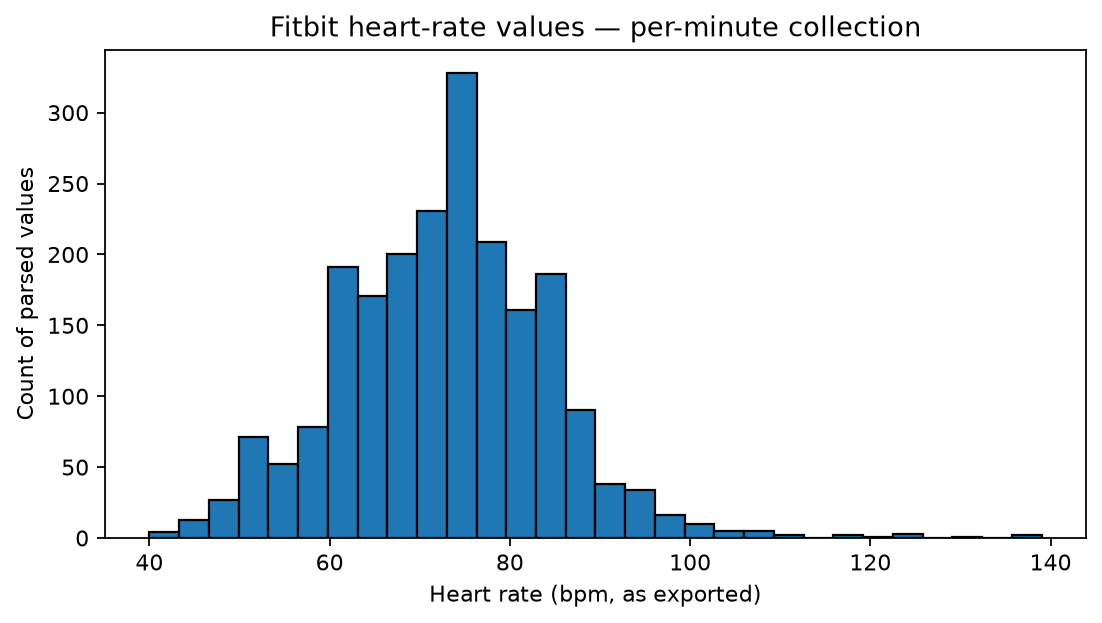 Fitbit heart-rate values — per-minute collection
Count of parsed values
300
250
200
150
100
50
0
40 60 80 100 120 140
Heart rate (bpm, as exported)